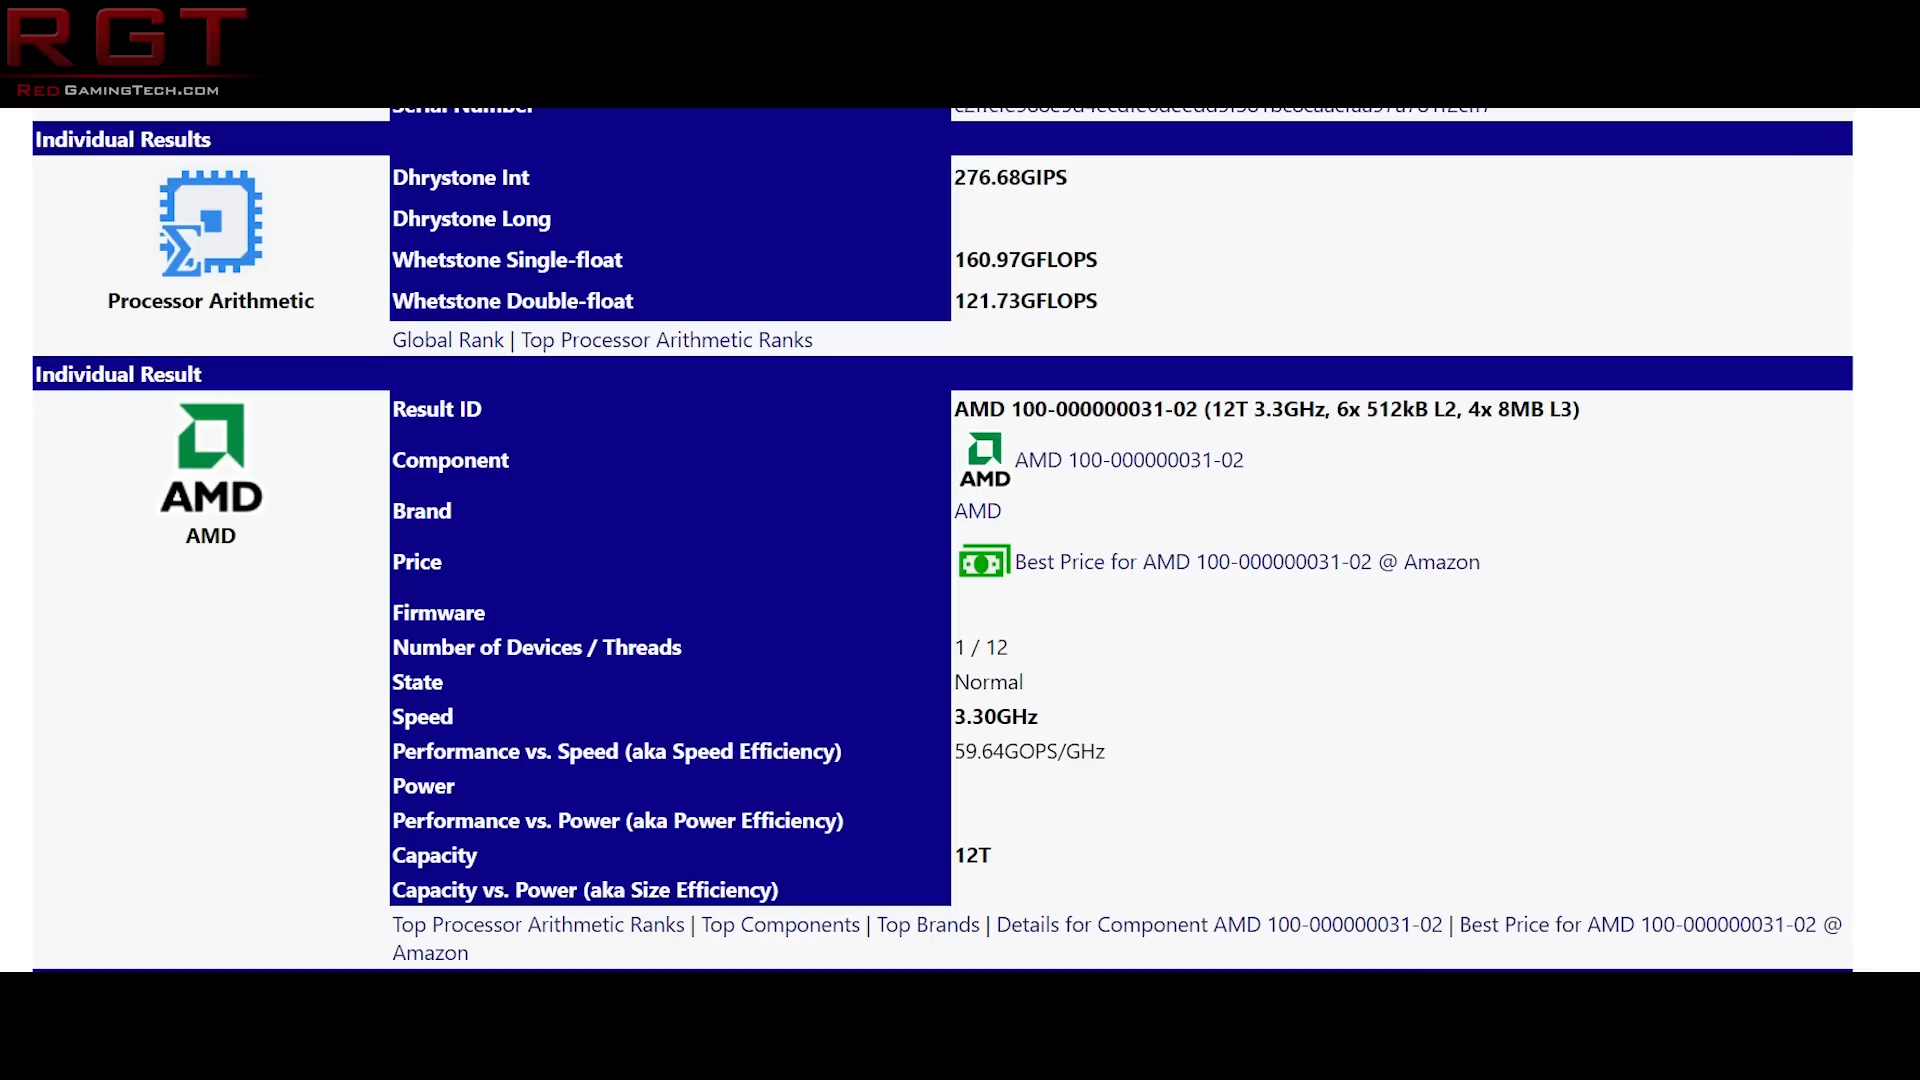 RGT
REDGAMINGTECH.COM
Serial Number
Individual Results
Dhrystone Int 276.68GIPS
Dhrystone Long
Whetstone Single-float 160.97GFLOPS
Processor Arithmetic Whetstone Double-float 121.73GFLOPS
Global Rank | Top Processor Arithmetic Ranks
Individual Result
Result ID AMD 100-000000031-02 (12T 3.3GHz, 6x 512kB L2, 4x 8MB L3)
Component AMD AMD 100-000000031-02
AMD
Brand AMD
AMD
Price Best Price for AMD 100-000000031-02 @ Amazon
Firmware
Number of Devices / Threads 1 / 12
State Normal
Speed 3.30GHz
Performance vs. Speed (aka Speed Efficiency) 59.64GOPS/GHz
Power
Performance vs. Power (aka Power Efficiency)
Capacity 12T
Capacity vs. Power (aka Size Efficiency)
Top Processor Arithmetic Ranks | Top Components | Top Brands | Details for Component AMD 100-000000031-02 | Best Price for AMD 100-000000031-02 @
Amazon